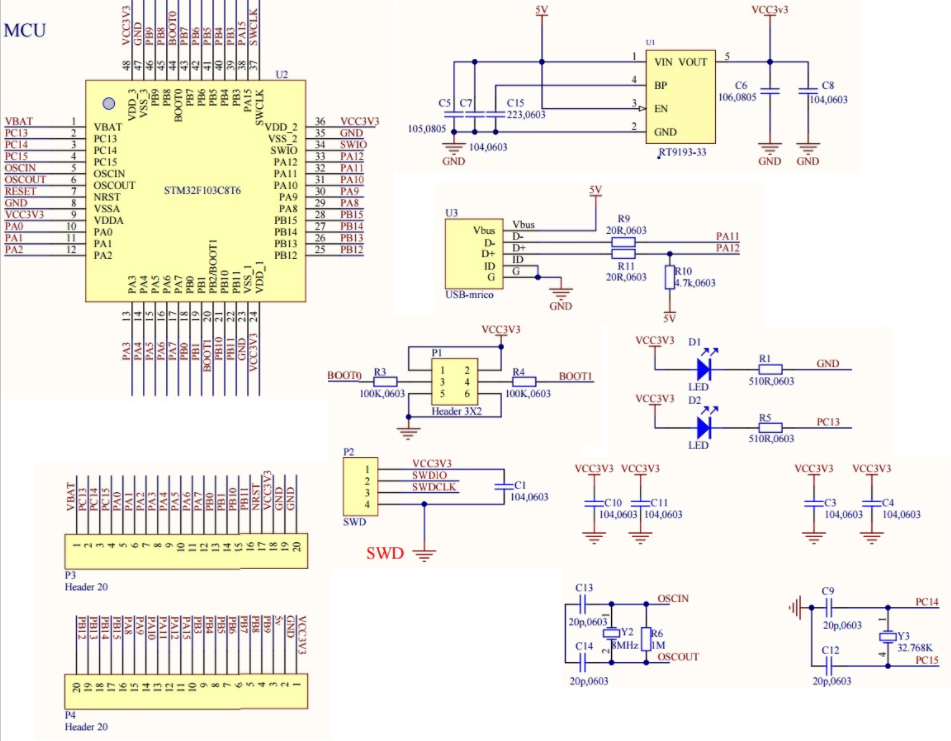 MCU
VCC3V3 GND PB9 PB8 BOOT0 PB7 PB6 PB5 PB4 PB3 PA15 SWCLK
48 47 46 45 44 43 42 41 40 39 38 37
U2
VDD_3 VSS_3 PB9 PB8 BOOT0 PB7 PB6 PB5 PB4 PB3 PA15 SWCLK
VBAT 1 VBAT
PC13 2 PC13
PC14 3 PC14
PC15 4 PC15
OSCIN 5 OSCIN
OSCOUT 6 OSCOUT
RESET 7 NRST
GND 8 VSSA
VCC3V3 9 VDDA
PA0 10 PA0
PA1 11 PA1
PA2 12 PA2
STM32F103C8T6
VDD_2 36 VCC3V3
VSS_2 35 GND
SWIO 34 SWIO
PA12 33 PA12
PA11 32 PA11
PA10 31 PA10
PA9 30 PA9
PA8 29 PA8
PB15 28 PB15
PB14 27 PB14
PB13 26 PB13
PB12 25 PB12
PA3 PA4 PA5 PA6 PA7 PB0 PB1 PB2/BOOT1 PB10 PB11 VSS_1 VDD_1
13 14 15 16 17 18 19 20 21 22 23 24
PA3 PA4 PA5 PA6 PA7 PB0 PB1 BOOT1 PB10 PB11 GND VCC3V3
5V
VCC3v3
U1
1 VIN VOUT 5
4 BP
3 EN
2 GND
RT9193-33
C5 C7 C15
223,0603
105,0805
104,0603
GND
C6
106,0805
C8
104,0603
GND GND
5V
U3
Vbus Vbus
D- D-
D+ D+
ID ID
G G
USB-mrico
R9
20R,0603
PA11
PA12
R11
20R,0603
R10
4.7k,0603
GND
5V
VCC3V3
P1
1 2
3 4
5 6
Header 3X2
BOOT0
R3
100K,0603
R4
100K,0603
BOOT1
VCC3V3
D1
LED
R1
510R,0603
GND
VCC3V3
D2
LED
R5
510R,0603
PC13
P2
1 VCC3V3
2 SWDIO
3 SWDCLK
4
SWD
C1
104,0603
SWD
VCC3V3 VCC3V3
C10
104,0603
C11
104,0603
VCC3V3 VCC3V3
C3
104,0603
C4
104,0603
VBAT PC13 PC14 PC15 PA0 PA1 PA2 PA3 PA4 PA5 PA6 PA7 PB0 PB1 PB10 PB11 NRST VCC3V3 GND GND
1 2 3 4 5 6 7 8 9 10 11 12 13 14 15 16 17 18 19 20
P3
Header 20
PB12 PB13 PB14 PB15 PA8 PA9 PA10 PA11 PA12 PA15 PB3 PB4 PB5 PB6 PB7 PB8 PB9 5v GND VCC3V3
20 19 18 17 16 15 14 13 12 11 10 9 8 7 6 5 4 3 2 1
P4
Header 20
C13
20p,0603
OSCIN
1
Y2
8MHz
2
R6
1M
C14
20p,0603
OSCOUT
C9
20p,0603
PC14
1
Y3
32.768K
4
C12
20p,0603
PC15